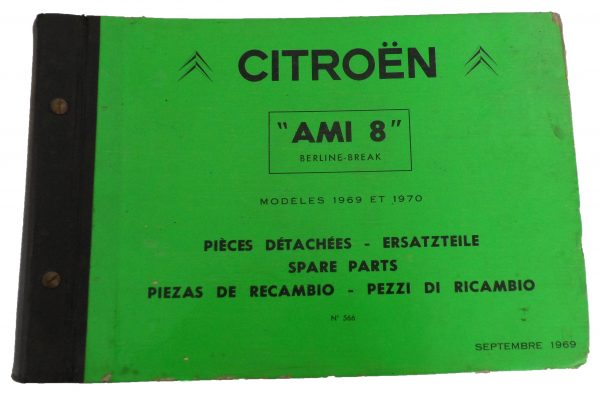 CITROËN
"AMI 8"
BERLINE-BREAK
MODÈLES 1969 ET 1970
PIÈCES DÉTACHÉES - ERSATZTEILE
SPARE PARTS
PIEZAS DE RECAMBIO - PEZZI DI RICAMBIO
N° 566
SEPTEMBRE 1969